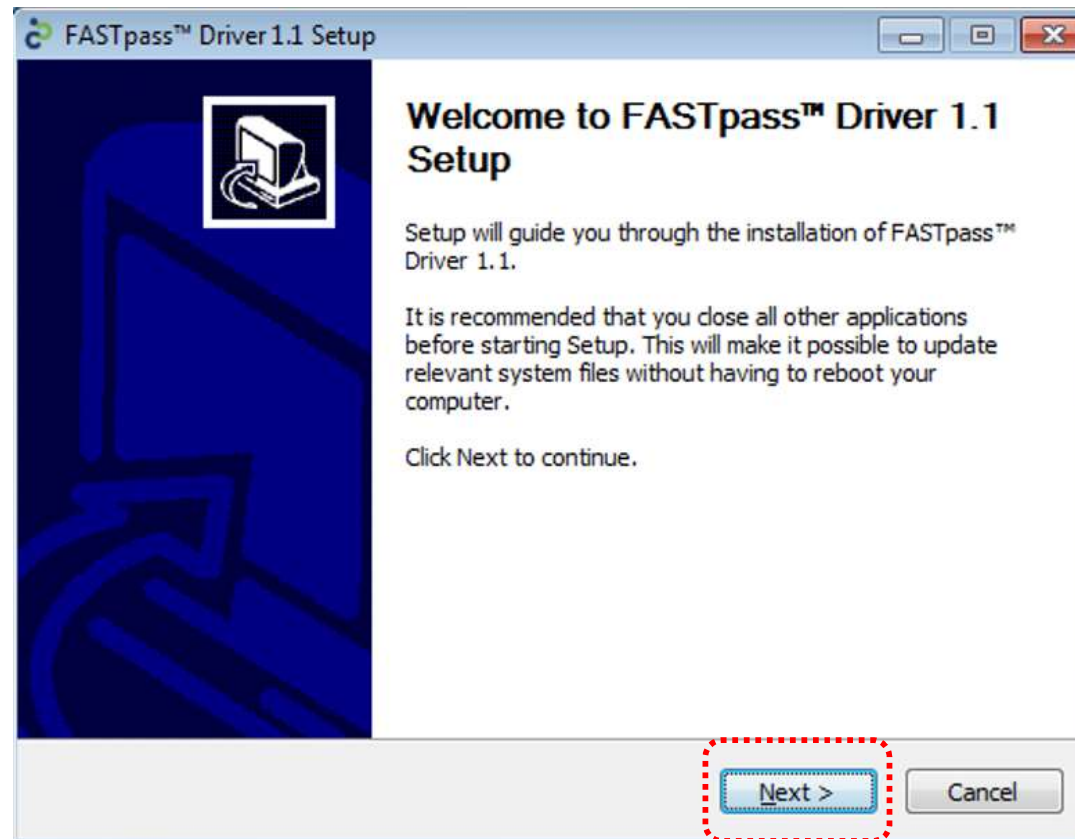 FASTpass™ Driver 1.1 Setup
Welcome to FASTpass™ Driver 1.1
Setup
Setup will guide you through the installation of FASTpass™
Driver 1.1.
It is recommended that you close all other applications
before starting Setup. This will make it possible to update
relevant system files without having to reboot your
computer.
Click Next to continue.
Next >
Cancel